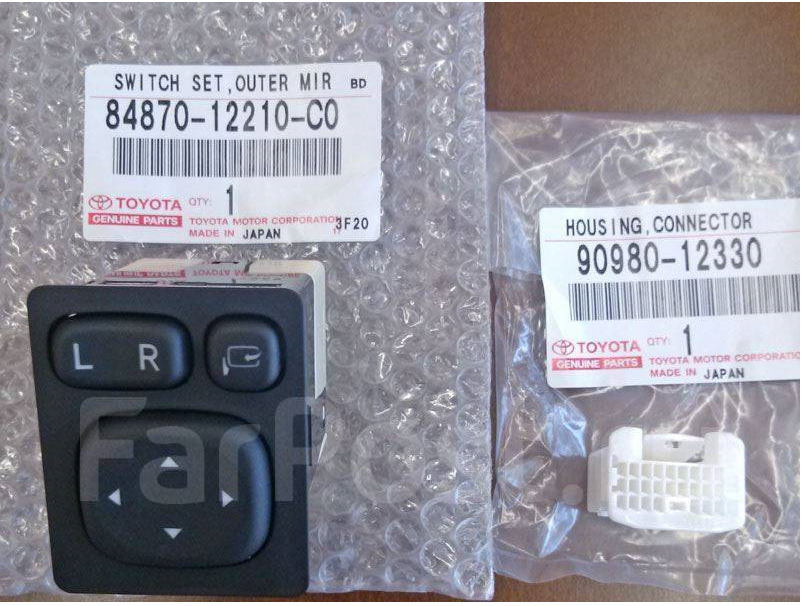 SWITCH SET,OUTER MIR BD
84870-12210-C0
TOYOTA QTY: 1
GENUINE PARTS TOYOTA MOTOR CORPORATION 3F20
MADE IN JAPAN
L R
HOUSING,CONNECTOR
90980-12330
TOYOTA QTY: 1
GENUINE PARTS TOYOTA MOTOR CORPORATIO
MADE IN JAPAN